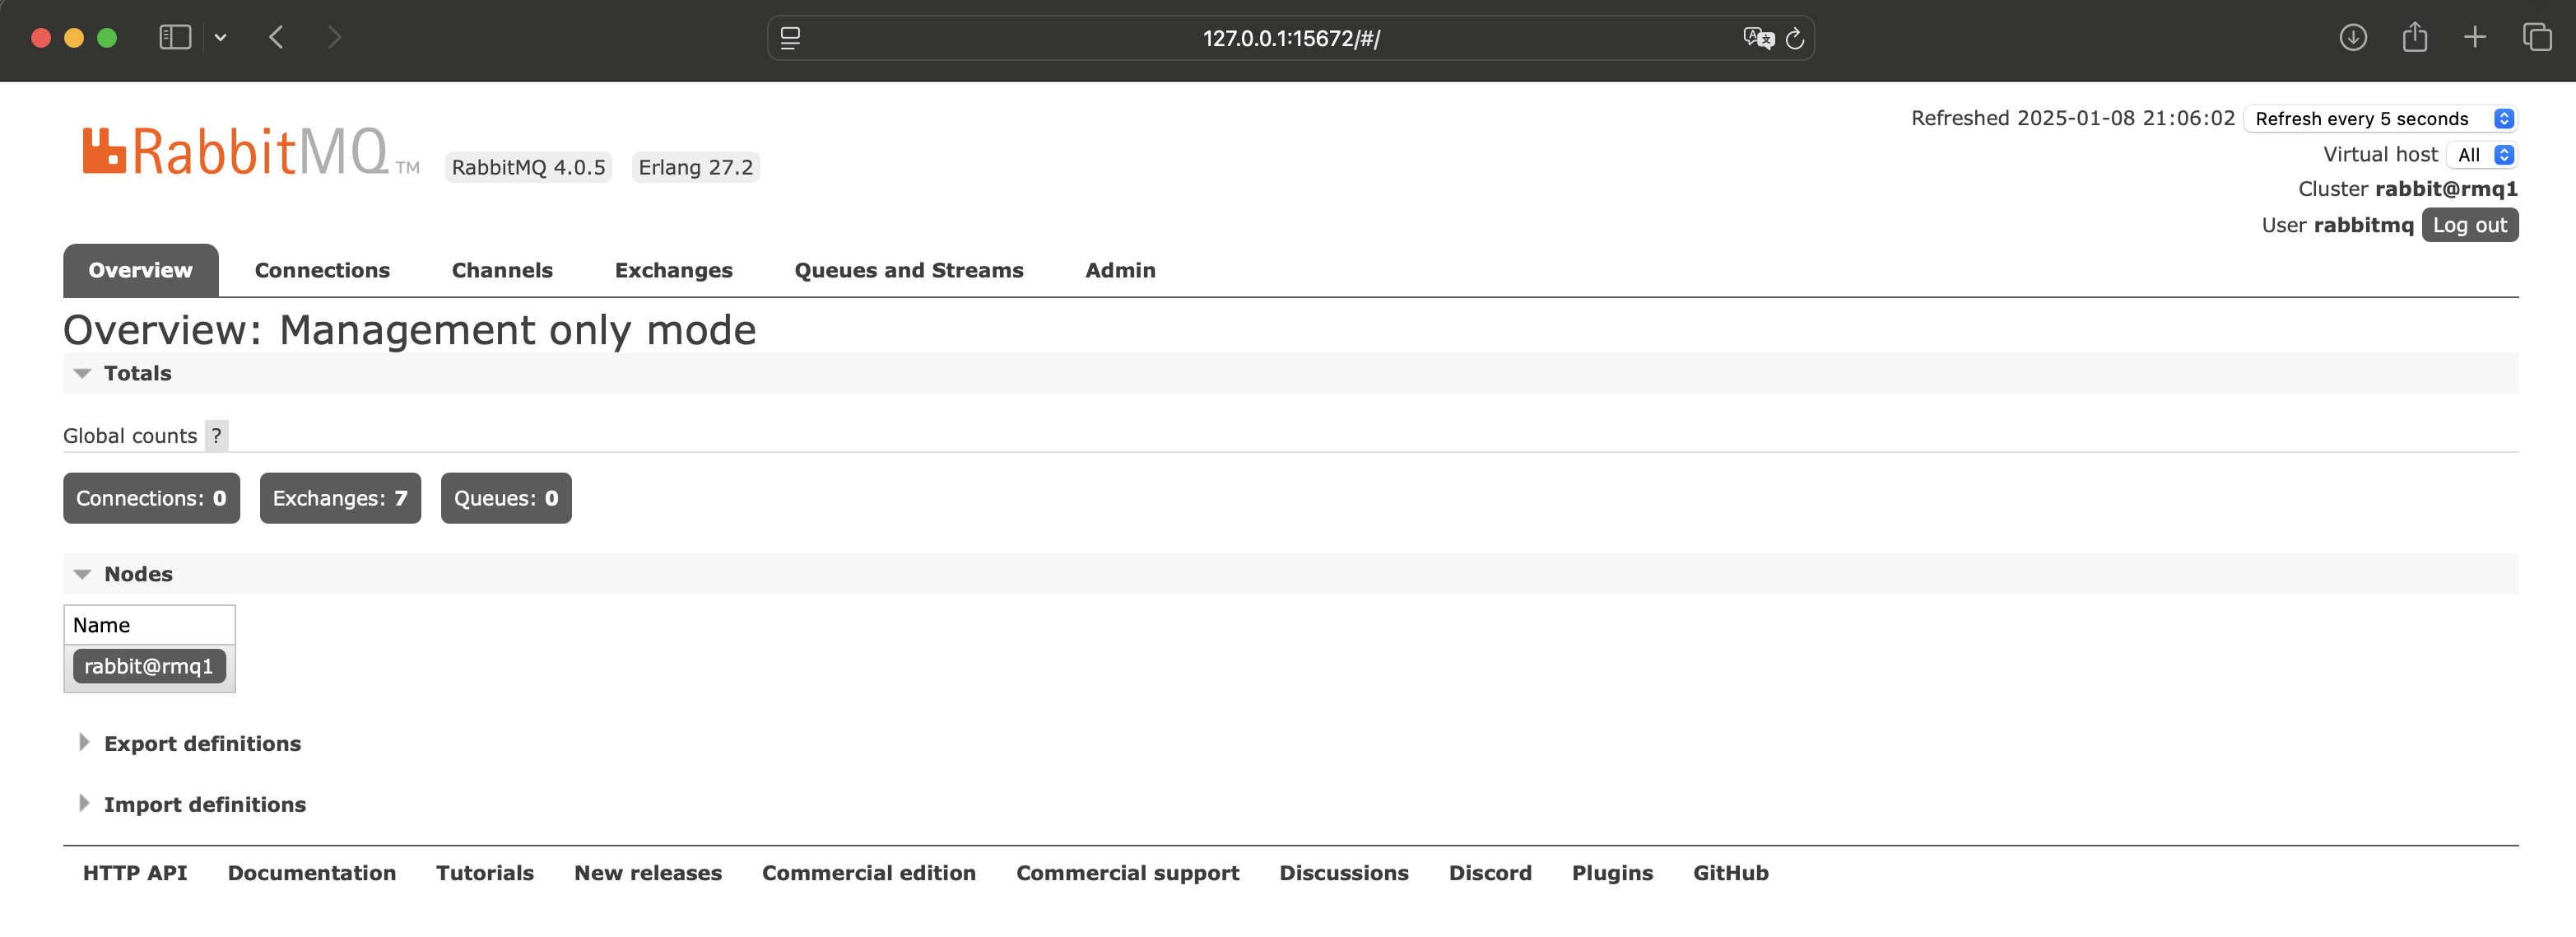 127.0.0.1:15672/#/
Refreshed 2025-01-08 21:06:02 Refresh every 5 seconds
RabbitMQ TM RabbitMQ 4.0.5 Erlang 27.2
Virtual host All
Cluster rabbit@rmq1
User rabbitmq Log out
Overview Connections Channels Exchanges Queues and Streams Admin
Overview: Management only mode
Totals
Global counts ?
Connections: 0 Exchanges: 7 Queues: 0
Nodes
Name
rabbit@rmq1
Export definitions
Import definitions
HTTP API Documentation Tutorials New releases Commercial edition Commercial support Discussions Discord Plugins GitHub